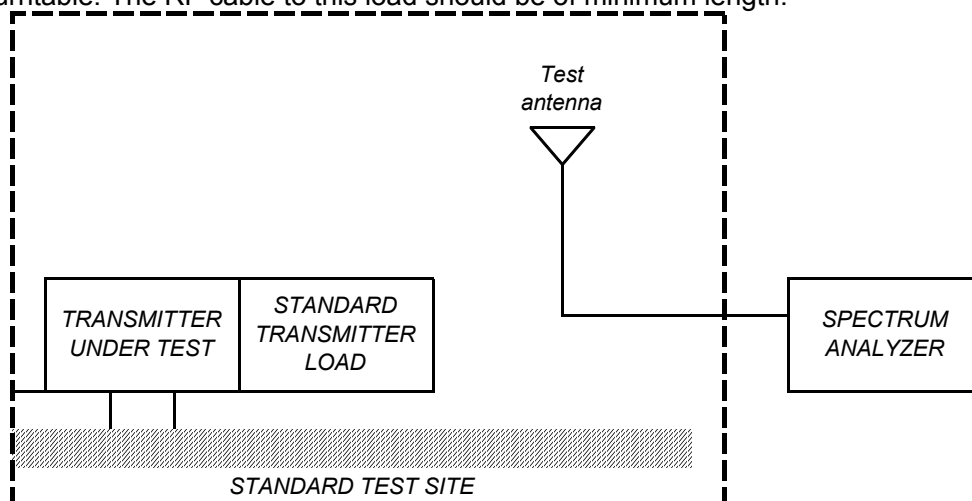 The RF cable to this load should be of minimum length.
Test
antenna
TRANSMITTER
UNDER TEST
STANDARD
TRANSMITTER
LOAD
SPECTRUM
ANALYZER
STANDARD TEST SITE